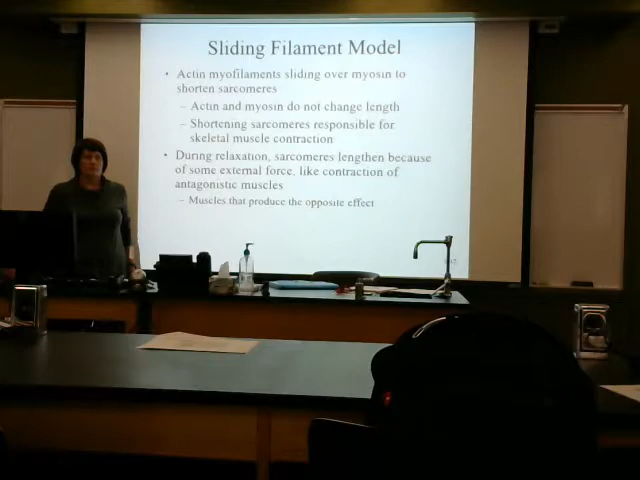 Sliding Filament Model
• Actin myofilaments sliding over myosin to
shorten sarcomeres
– Actin and myosin do not change length
– Shortening sarcomeres responsible for
skeletal muscle contraction
• During relaxation, sarcomeres lengthen because
of some external force, like contraction of
antagonistic muscles
– Muscles that produce the opposite effect